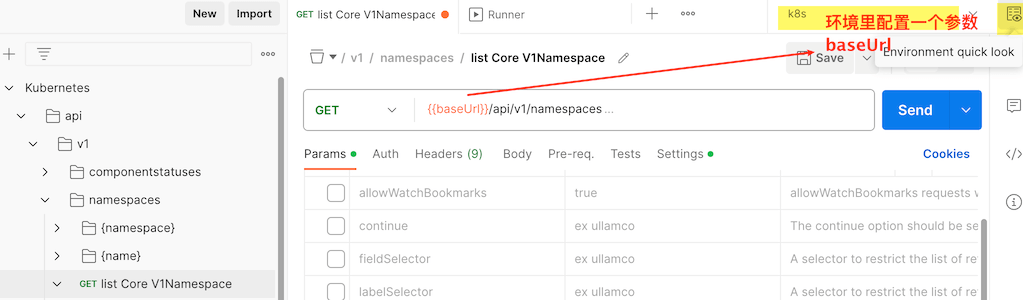 New Import
GET list Core V1Namespace
Runner
k8s
环境里配置一个参数
baseUrl
Environment quick look
/ v1 / namespaces / list Core V1Namespace
Save
GET {{baseUrl}}/api/v1/namespaces ...
Send
Params Auth Headers (9) Body Pre-req. Tests Settings
Cookies
allowWatchBookmarks true allowWatchBookmarks requests
continue ex ullamco The continue option should be se
fieldSelector ex ullamco A selector to restrict the list of re
labelSelector ex ullamco A selector to restrict the list of re
Kubernetes
api
v1
componentstatuses
namespaces
{namespace}
{name}
GET list Core V1Namespace